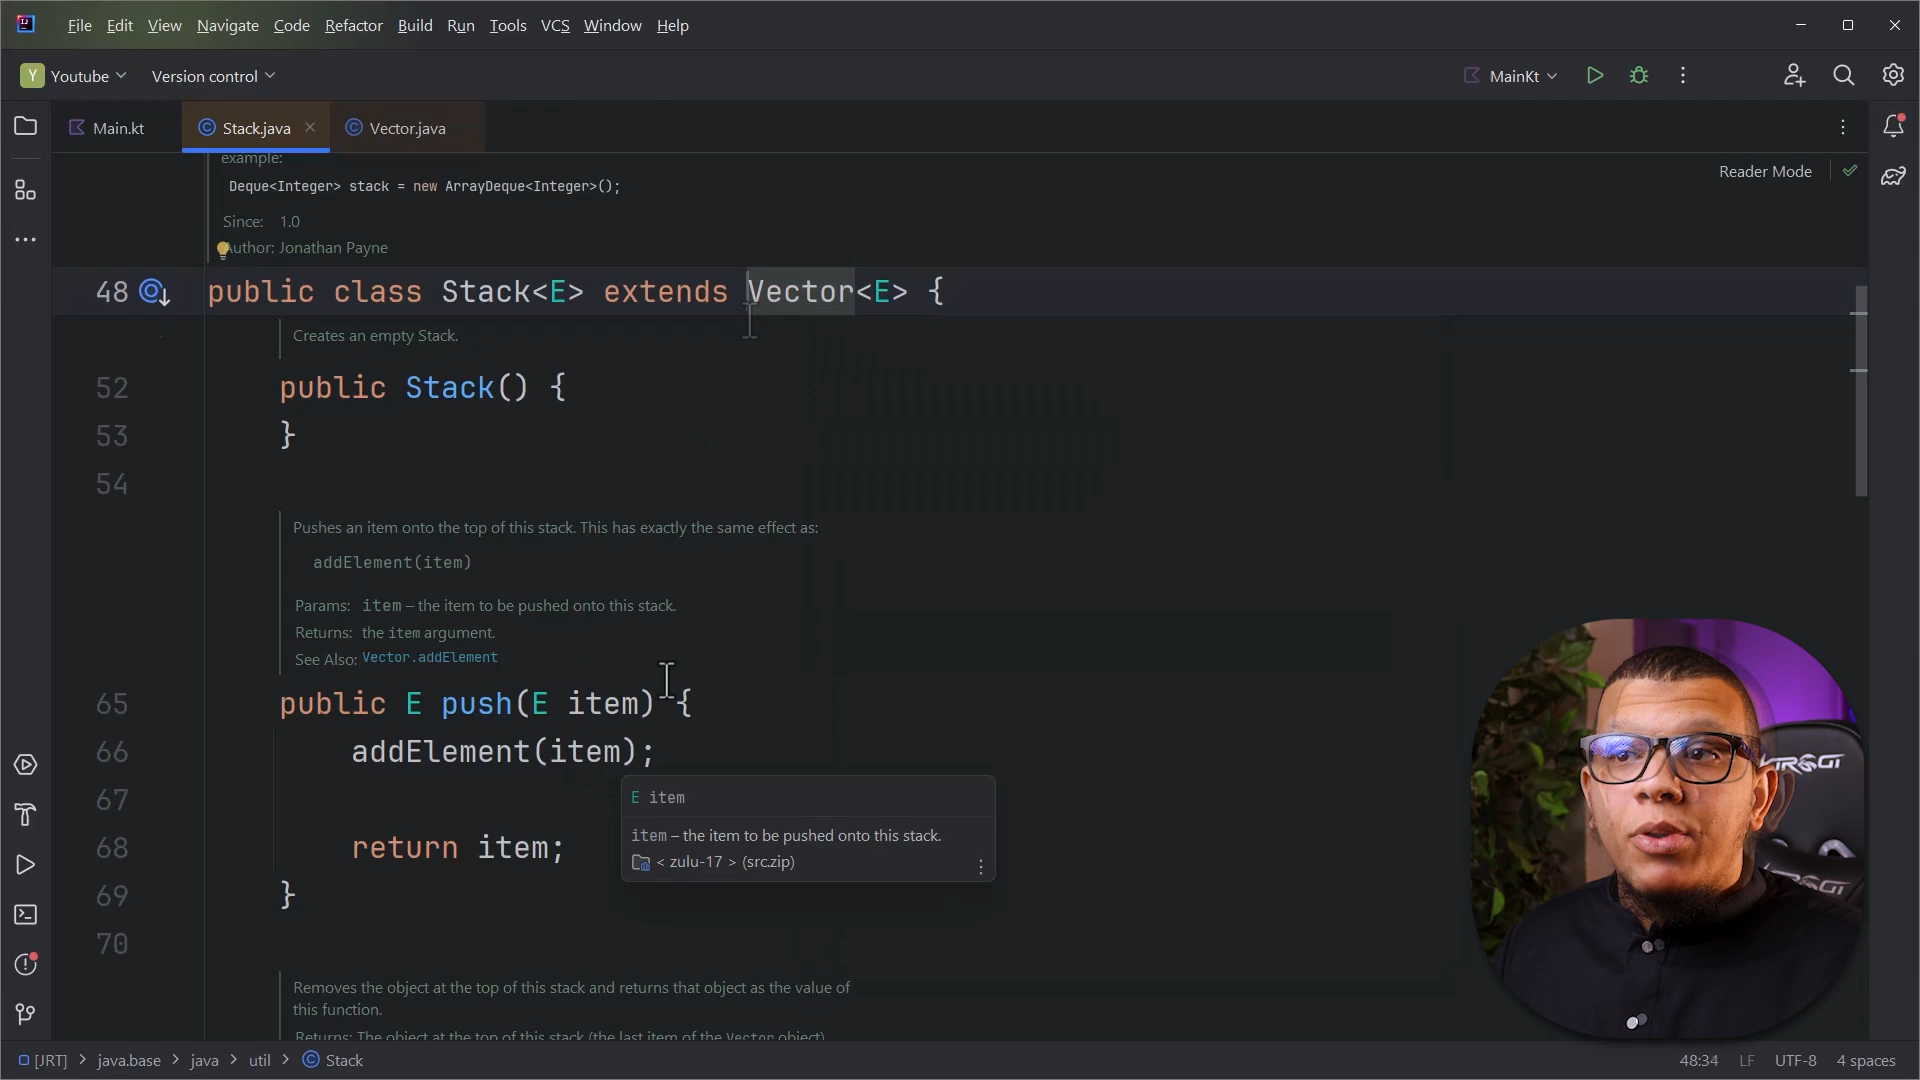 File Edit View Navigate Code Refactor Build Run Tools VCS Window Help
Y Youtube Version control MainKt
Main.kt Stack.java Vector.java
example:
Reader Mode
Deque<Integer> stack = new ArrayDeque<Integer>();
Since: 1.0
Author: Jonathan Payne
48 public class Stack<E> extends Vector<E> {
Creates an empty Stack.
52 public Stack() {
53 }
54
Pushes an item onto the top of this stack. This has exactly the same effect as:
addElement(item)
Params: item – the item to be pushed onto this stack.
Returns: the item argument.
See Also: Vector.addElement
65 public E push(E item) {
66 addElement(item);
67
E item
item – the item to be pushed onto this stack.
< zulu-17 > (src.zip)
68 return item;
69 }
70
Removes the object at the top of this stack and returns that object as the value of
this function.
Returns: The object at the top of this stack (the last item of the Vector object)
[JRT] > java.base > java > util > Stack 48:34 LF UTF-8 4 spaces